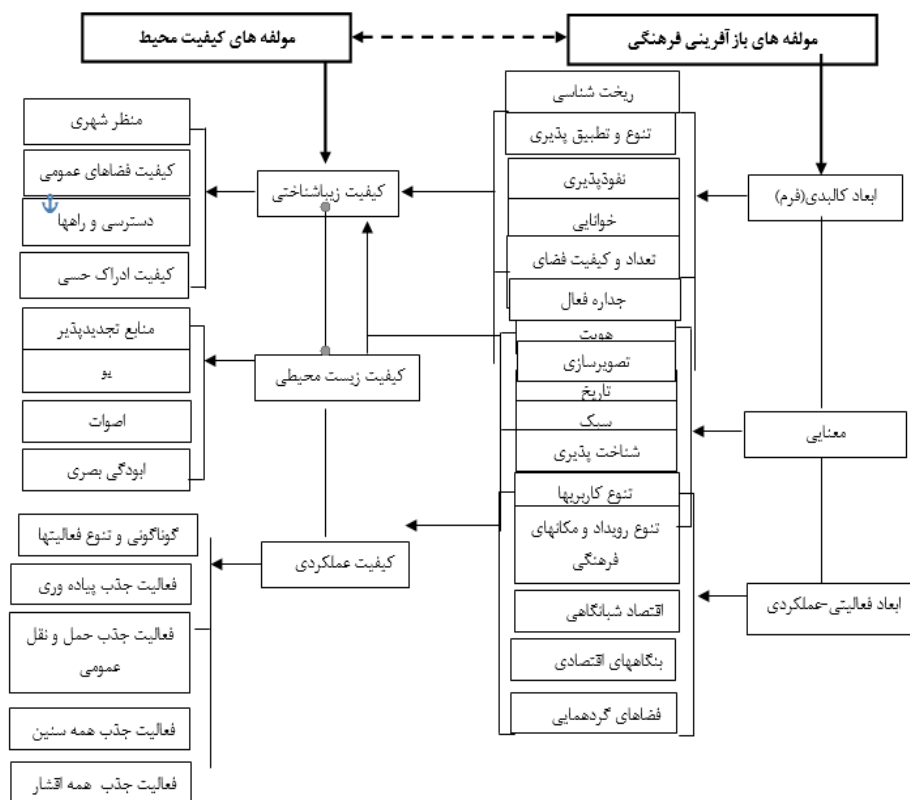 مولفه های باز آفرینی فرهنگی
مولفه های کیفیت محیط
ابعاد کالبدی(فرم)
معنایی
ابعاد فعالیتی-عملکردی
ریخت شناسی
تنوع و تطبیق پذیری
نفوذپذیری
خوانایی
تعداد و کیفیت فضای
جداره فعال
هویت
تصویرسازی
تاریخ
سبک
شناخت پذیری
تنوع کاربریها
تنوع رویداد و مکانهای
فرهنگی
اقتصاد شبانگاهی
بنگاههای اقتصادی
فضاهای گردهمایی
کیفیت زیباشناختی
کیفیت زیست محیطی
کیفیت عملکردی
منظر شهری
کیفیت فضاهای عمومی
دسترسی و راهها
کیفیت ادراک حسی
منابع تجدیدپذیر
یو
اصوات
ابودگی بصری
گوناگونی و تنوع فعالیتها
فعالیت جذب پیاده وری
فعالیت جذب حمل و نقل
عمومی
فعالیت جذب همه سنین
فعالیت جذب همه اقشار